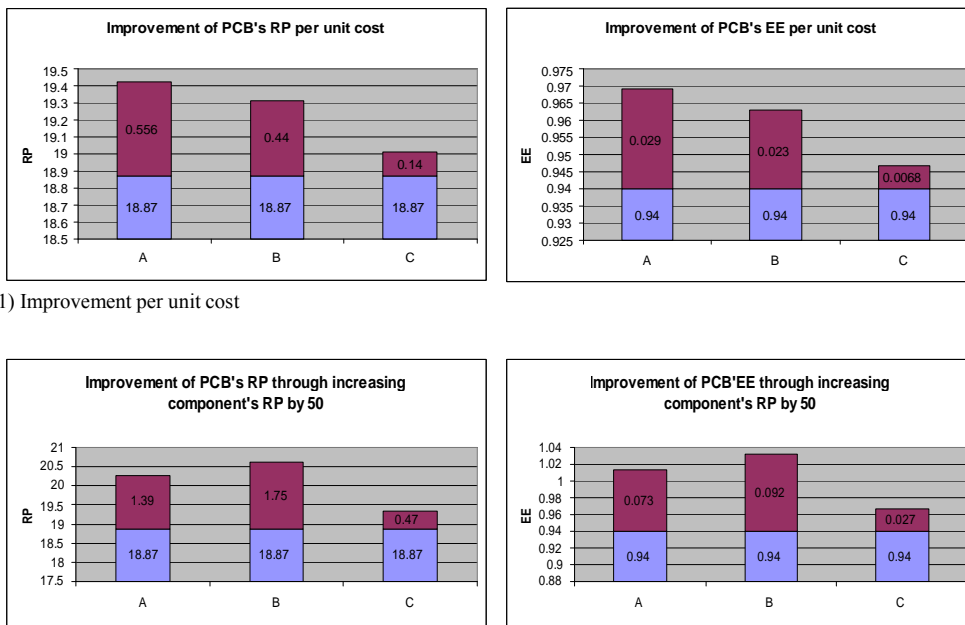 Improvement of PCB's RP per unit cost
RP
19.5
19.4
19.3
19.2
19.1
19
18.9
18.8
18.7
18.6
18.5
0.556
0.44
0.14
18.87
18.87
18.87
A
B
C
Improvement of PCB's EE per unit cost
EE
0.975
0.97
0.965
0.96
0.955
0.95
0.945
0.94
0.935
0.93
0.925
0.029
0.023
0.0068
0.94
0.94
0.94
A
B
C
1) Improvement per unit cost
Improvement of PCB's RP through increasing
component's RP by 50
RP
21
20.5
20
19.5
19
18.5
18
17.5
1.39
1.75
0.47
18.87
18.87
18.87
A
B
C
Improvement of PCB'EE through increasing
component's RP by 50
EE
1.04
1.02
1
0.98
0.96
0.94
0.92
0.9
0.88
0.073
0.092
0.027
0.94
0.94
0.94
A
B
C